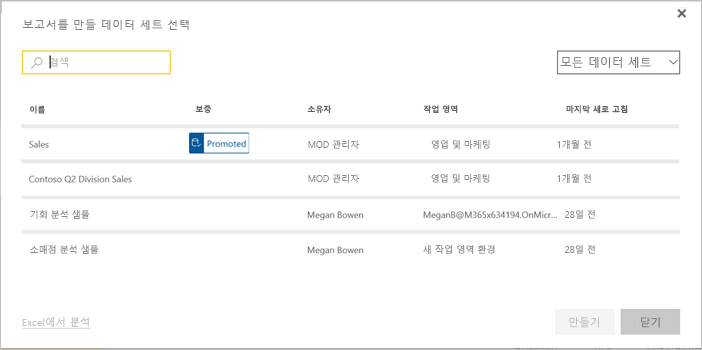 보고서를 만들 데이터 세트 선택
검색
모든 데이터 세트
이름 보증 소유자 작업 영역 마지막 새로 고침
Sales Promoted MOD 관리자 영업 및 마케팅 1개월 전
Contoso Q2 Division Sales MOD 관리자 영업 및 마케팅 1개월 전
기회 분석 샘플 Megan Bowen MeganB@M365x634194.OnMicr... 28일 전
소매점 분석 샘플 Megan Bowen 새 작업 영역 환경 28일 전
Excel에서 분석 만들기 닫기